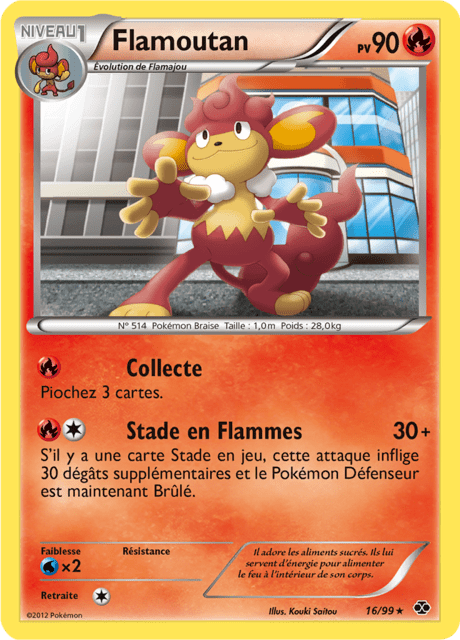 NIVEAU 1
Flamoutan
PV 90
Évolution de Flamajou
N° 514 Pokémon Braise Taille : 1,0m Poids : 28,0kg
Collecte
Piochez 3 cartes.
Stade en Flammes 30+
S'il y a une carte Stade en jeu, cette attaque inflige
30 dégâts supplémentaires et le Pokémon Défenseur
est maintenant Brûlé.
Faiblesse
×2
Résistance
Retraite
Il adore les aliments sucrés. Ils lui
servent d'énergie pour alimenter
le feu à l'intérieur de son corps.
©2012 Pokémon
Illus. Kouki Saitou
16/99 ★